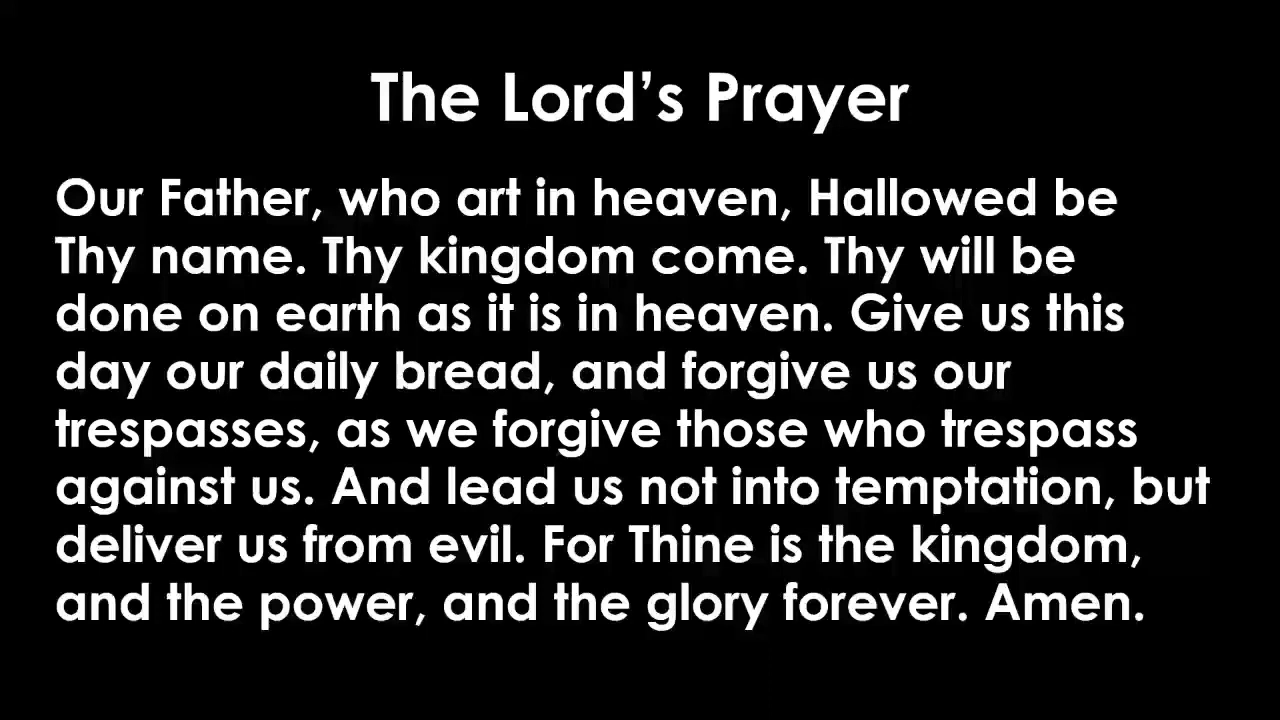 The Lord’s Prayer
Our Father, who art in heaven, Hallowed be
Thy name. Thy kingdom come. Thy will be
done on earth as it is in heaven. Give us this
day our daily bread, and forgive us our
trespasses, as we forgive those who trespass
against us. And lead us not into temptation, but
deliver us from evil. For Thine is the kingdom,
and the power, and the glory forever. Amen.